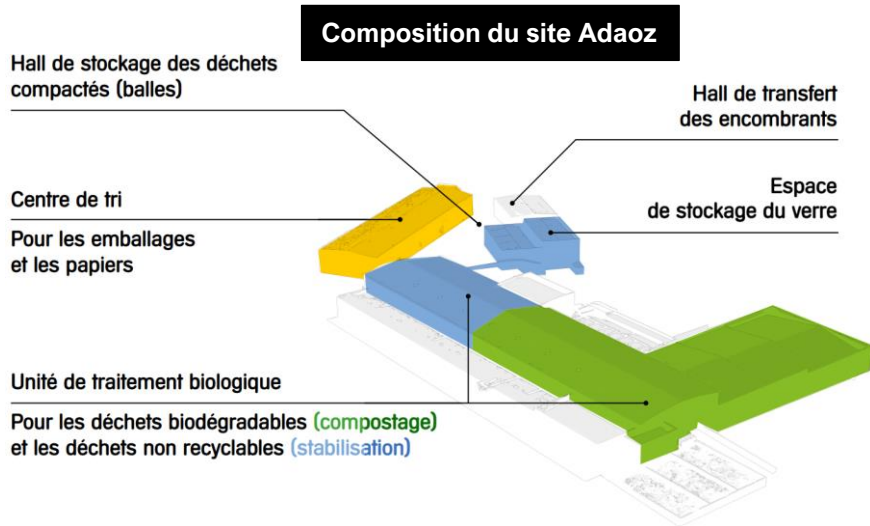 Composition du site Adaoz
Hall de stockage des déchets
compactés (balles)
Hall de transfert
des encombrants
Centre de tri
Pour les emballages
et les papiers
Espace
de stockage du verre
Unité de traitement biologique
Pour les déchets biodégradables (compostage)
et les déchets non recyclables (stabilisation)